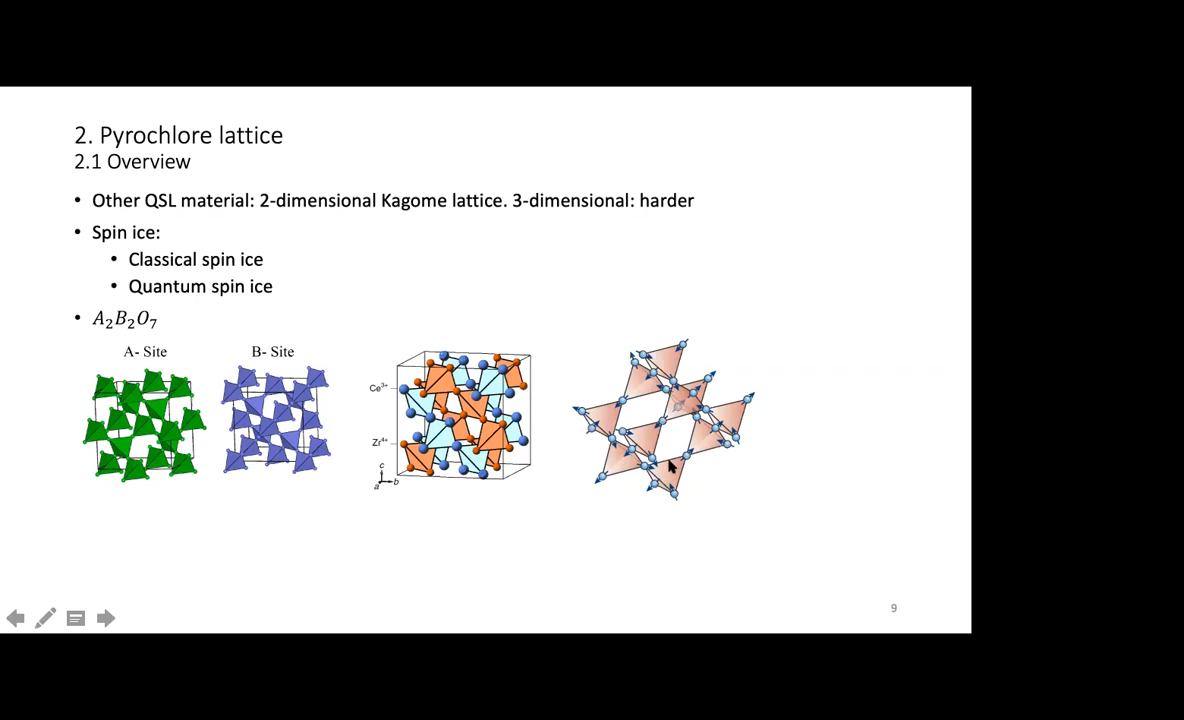 2. Pyrochlore lattice
2.1 Overview
• Other QSL material: 2-dimensional Kagome lattice. 3-dimensional: harder
• Spin ice:
• Classical spin ice
• Quantum spin ice
• A₂B₂O₇
A- Site
B- Site
Ce³⁺
Zr⁴⁺
c
a
b
9